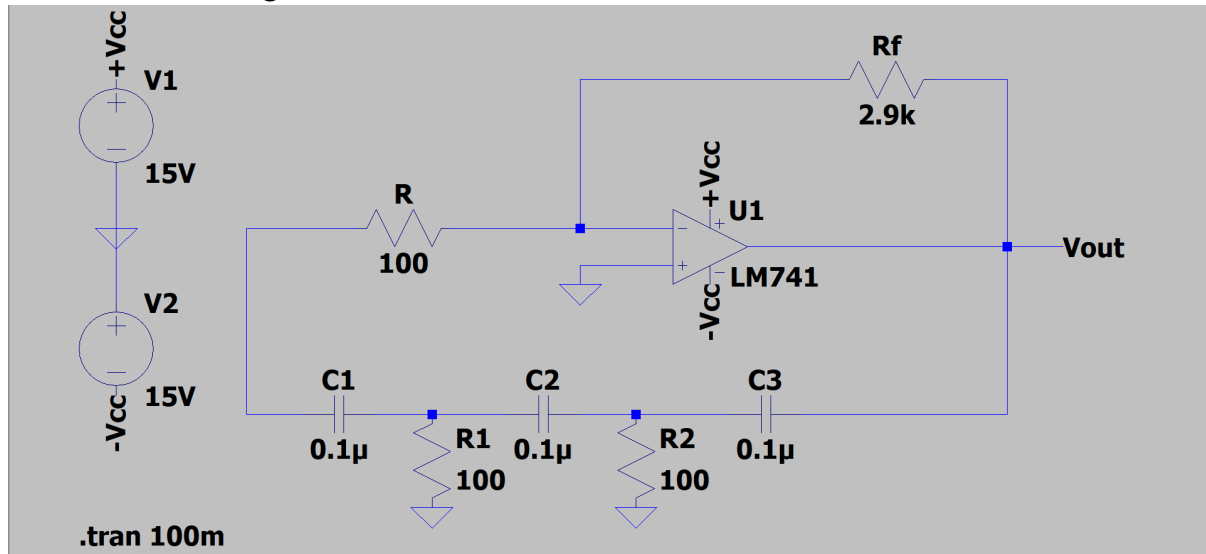 +Vcc
V1
15V
V2
15V
-Vcc
Rf
2.9k
R
100
+Vcc
U1
LM741
-Vcc
Vout
C1
0.1µ
R1
100
C2
0.1µ
R2
100
C3
0.1µ
.tran 100m